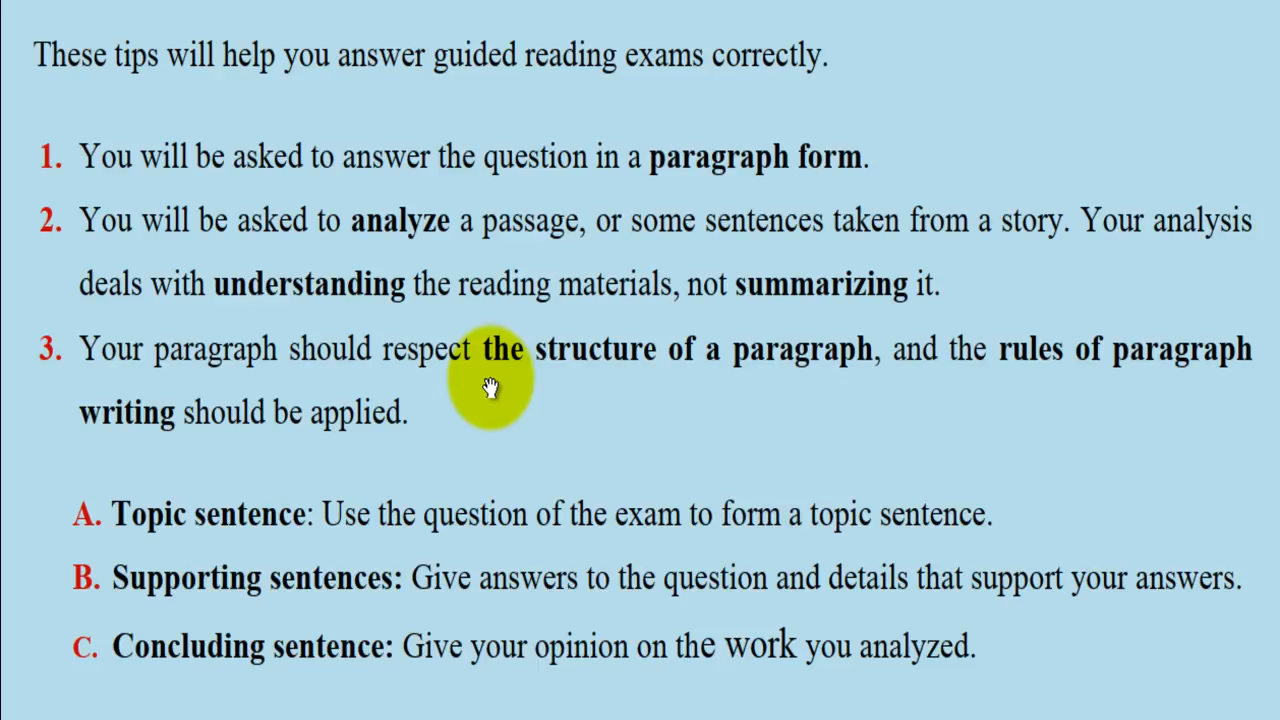 These tips will help you answer guided reading exams correctly.
1. You will be asked to answer the question in a paragraph form.
2. You will be asked to analyze a passage, or some sentences taken from a story. Your analysis
deals with understanding the reading materials, not summarizing it.
3. Your paragraph should respect the structure of a paragraph, and the rules of paragraph
writing should be applied.
A. Topic sentence: Use the question of the exam to form a topic sentence.
B. Supporting sentences: Give answers to the question and details that support your answers.
C. Concluding sentence: Give your opinion on the work you analyzed.